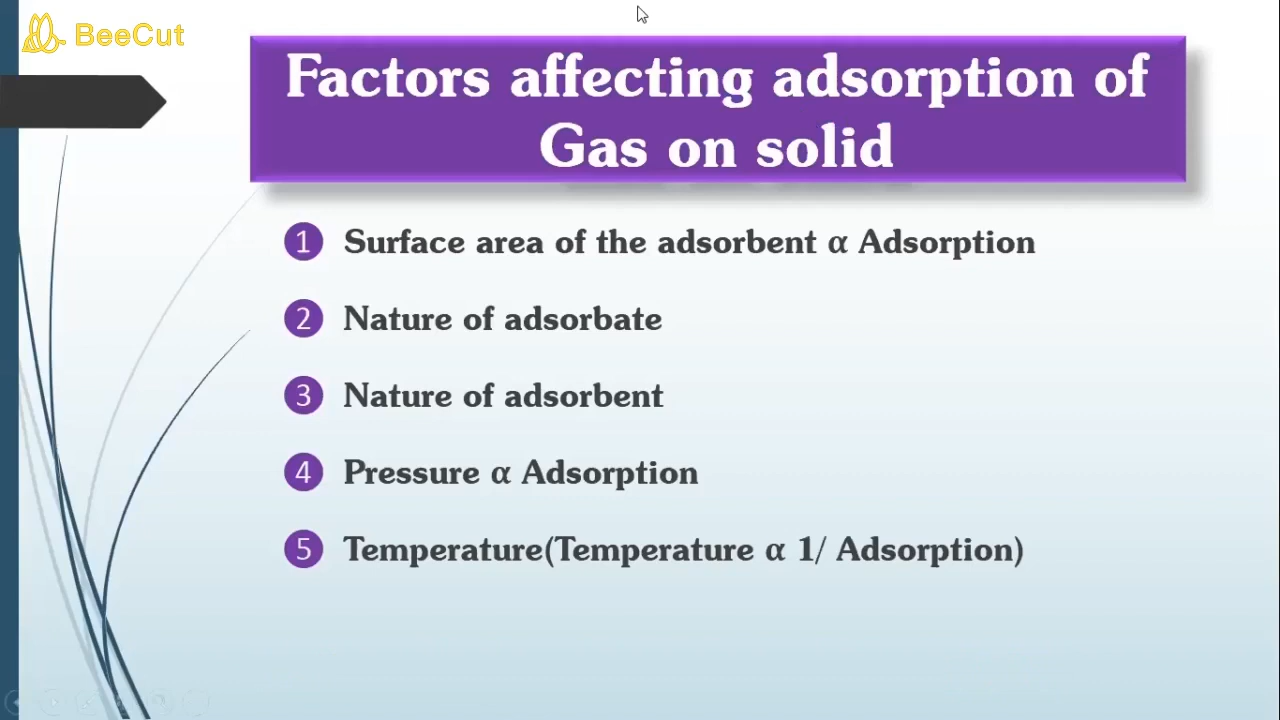 BeeCut
Factors affecting adsorption of
Gas on solid
1 Surface area of the adsorbent α Adsorption
2 Nature of adsorbate
3 Nature of adsorbent
4 Pressure α Adsorption
5 Temperature(Temperature α 1/ Adsorption)